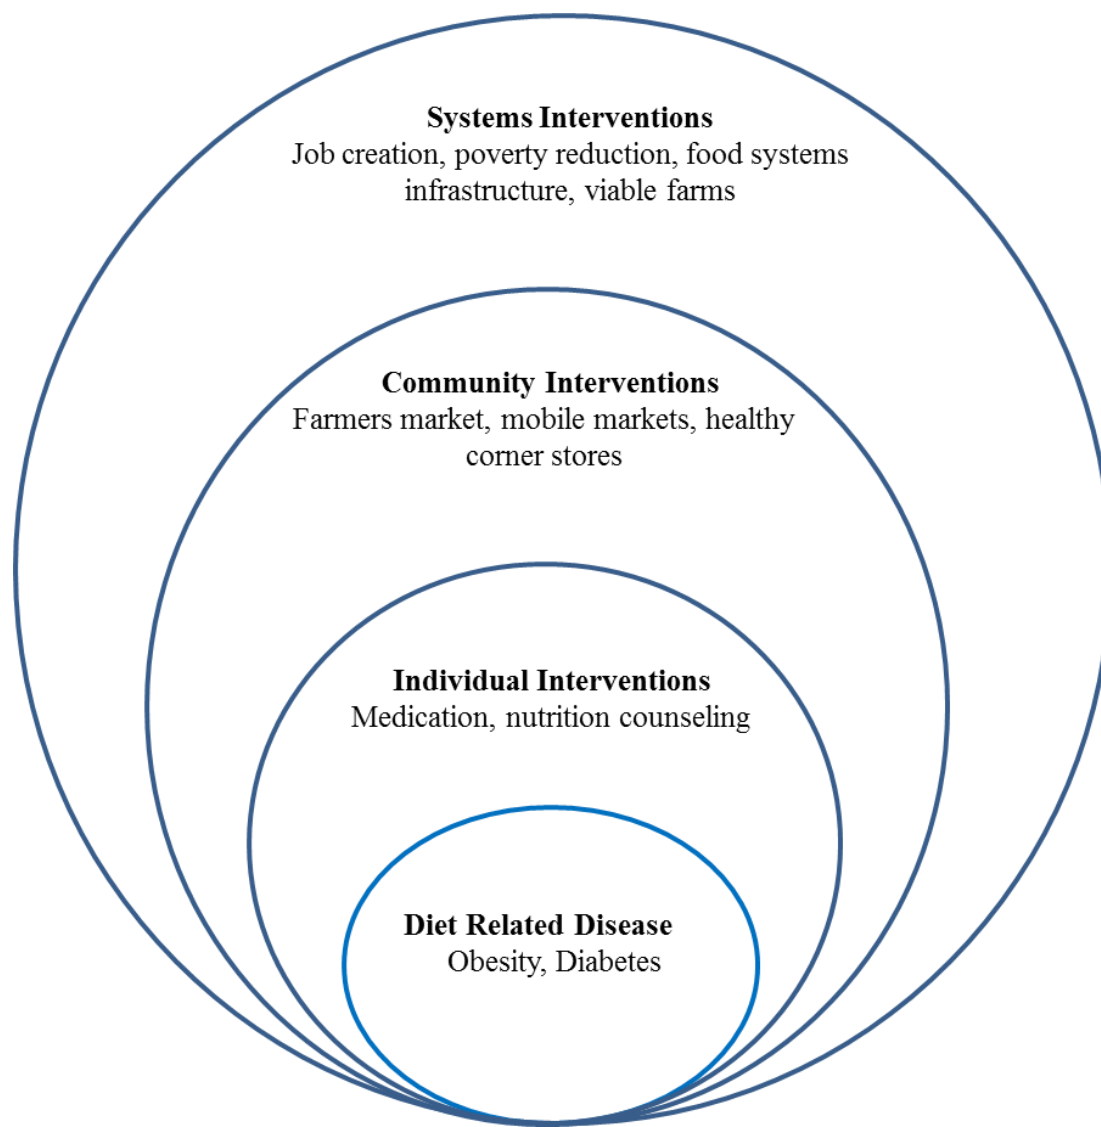 Systems Interventions
Job creation, poverty reduction, food systems
infrastructure, viable farms
Community Interventions
Farmers market, mobile markets, healthy
corner stores
Individual Interventions
Medication, nutrition counseling
Diet Related Disease
Obesity, Diabetes